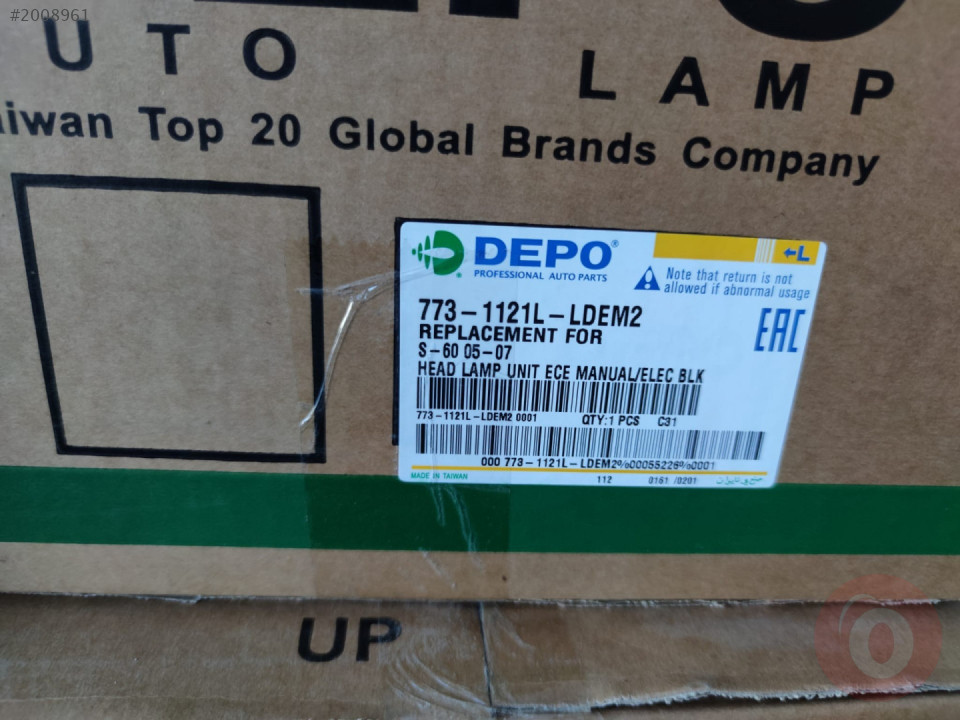 #2008961
UTO LAMP
iwan Top 20 Global Brands Company
DEPO®
PROFESSIONAL AUTO PARTS
←L
Note that return is not
allowed if abnormal usage
773-1121L-LDEM2
REPLACEMENT FOR
S-60 05-07
HEAD LAMP UNIT ECE MANUAL/ELEC BLK
EAC
773-1121L-LDEM2 0001 QTY:1 PCS C31
000 773-1121L-LDEM2%00055226%0001
MADE IN TAIWAN 112 0161 /0201
UP